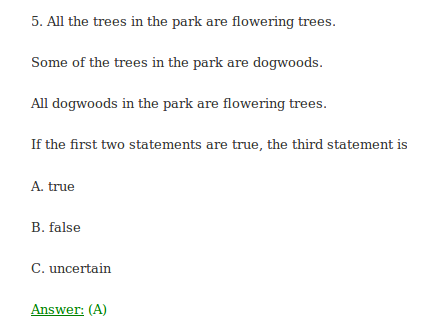 5. All the trees in the park are flowering trees.
Some of the trees in the park are dogwoods.
All dogwoods in the park are flowering trees.
If the first two statements are true, the third statement is
A. true
B. false
C. uncertain
Answer: (A)